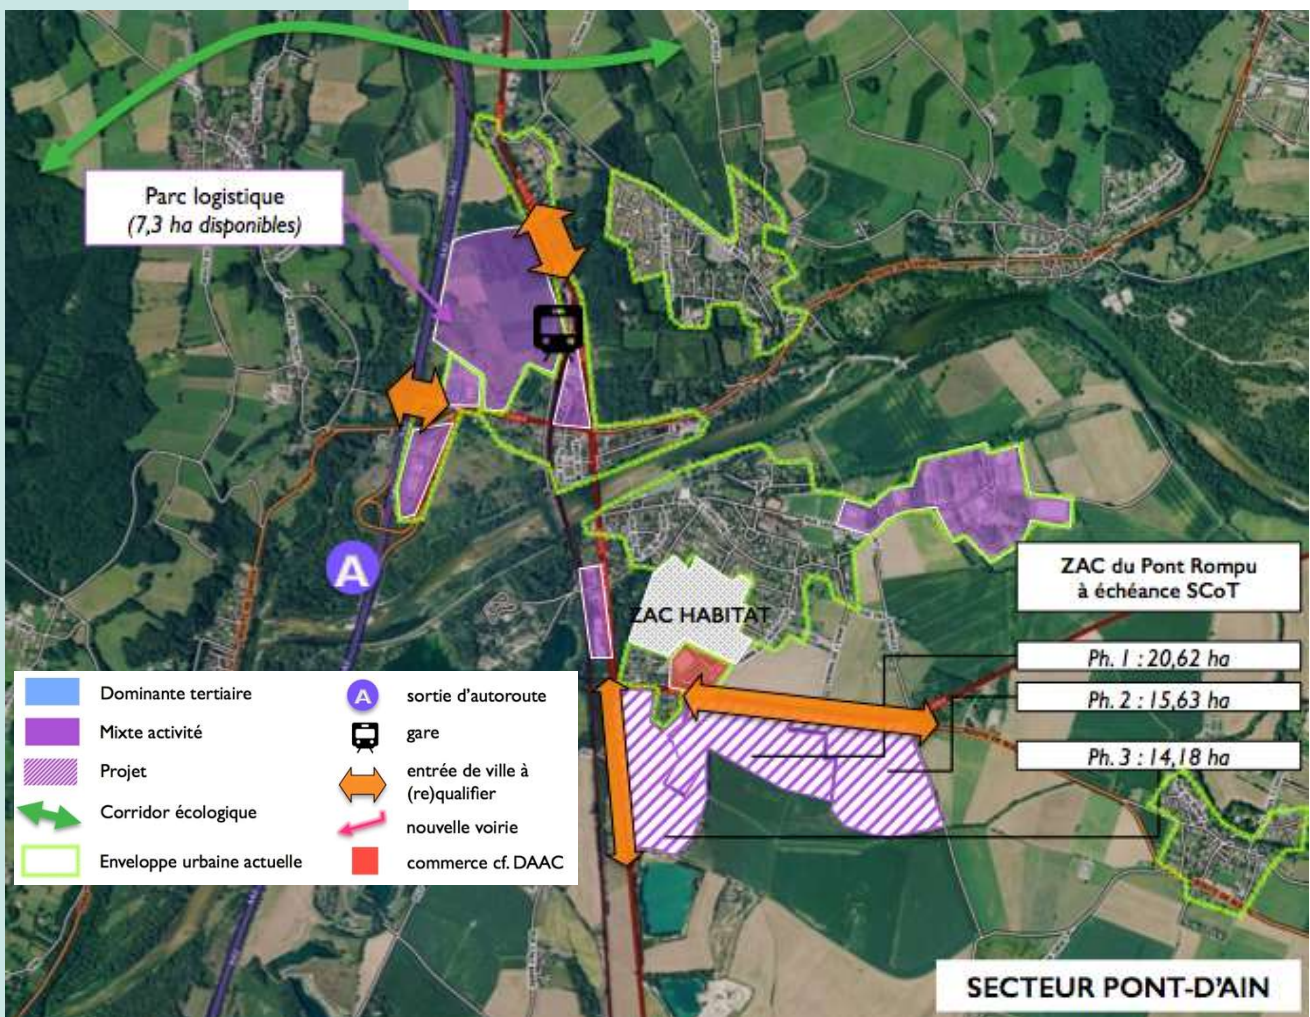 Parc logistique
(7,3 ha disponibles)
A
ZAC HABITAT
ZAC du Pont Rompu
à échéance SCoT
Ph. 1 : 20,62 ha
Ph. 2 : 15,63 ha
Ph. 3 : 14,18 ha
Dominante tertiaire
Mixte activité
Projet
Corridor écologique
Enveloppe urbaine actuelle
A
sortie d'autoroute
gare
entrée de ville à
(re)qualifier
nouvelle voirie
commerce cf. DAAC
SECTEUR PONT-D'AIN